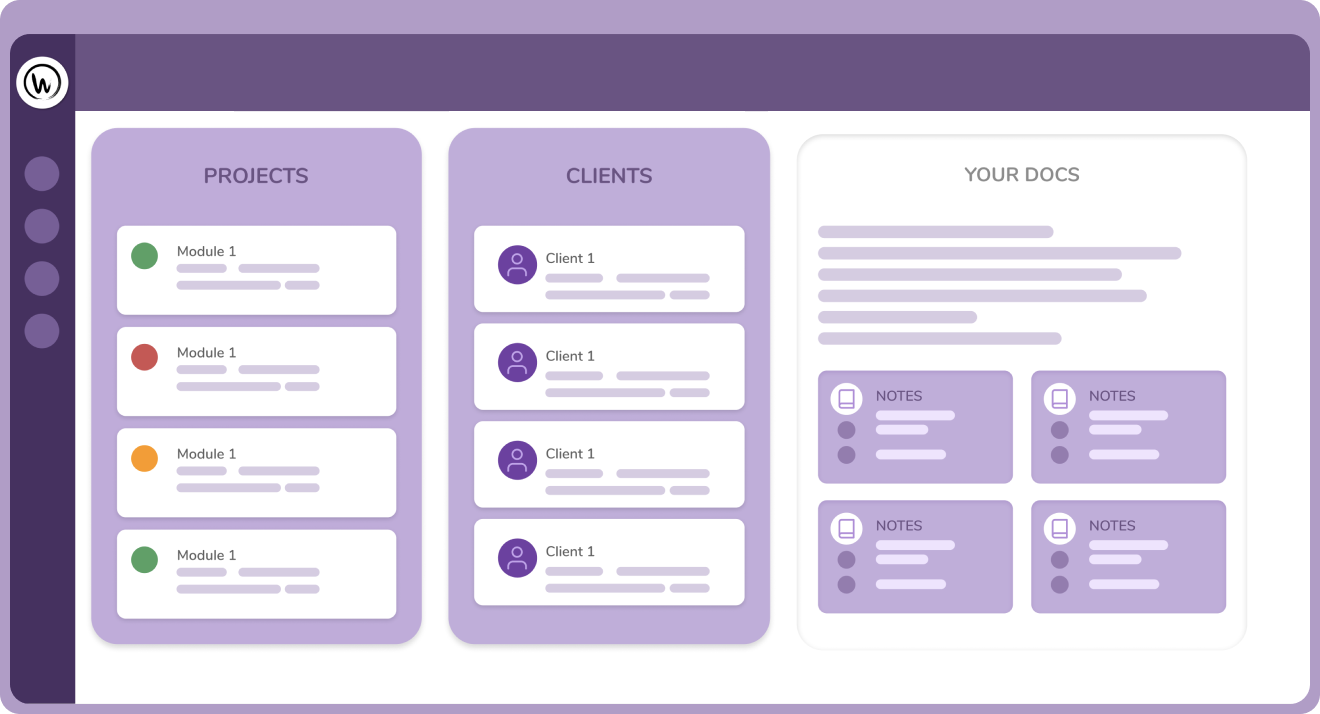 W
PROJECTS
Module 1
Module 1
Module 1
Module 1
CLIENTS
Client 1
Client 1
Client 1
Client 1
YOUR DOCS
NOTES
NOTES
NOTES
NOTES